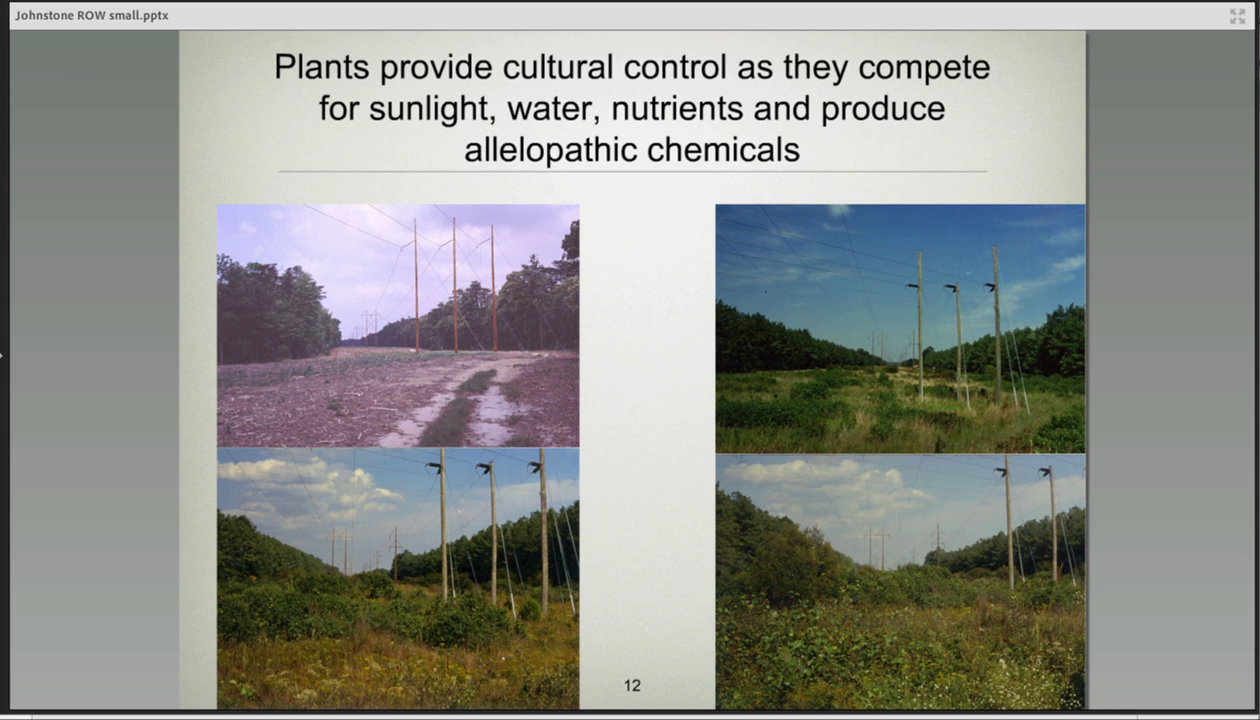 Johnstone ROW small.pptx
Plants provide cultural control as they compete
for sunlight, water, nutrients and produce
allelopathic chemicals
12